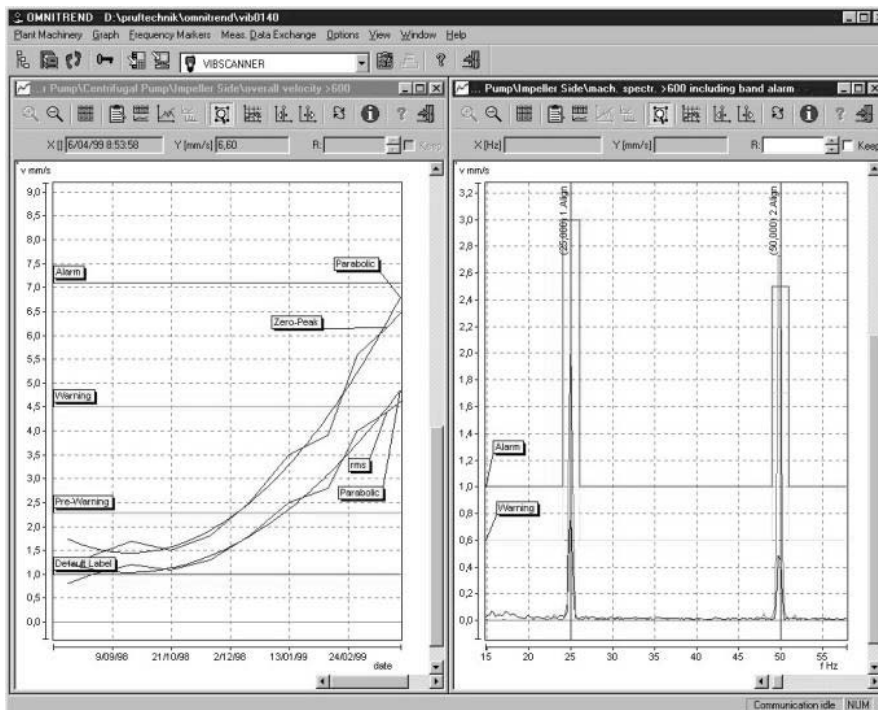 OMNITREND D:\pruftechnik\omnitrend\vib0140
Plant Machinery Graph Frequency Markers Meas. Data Exchange Options View Window Help
VIBSCANNER
...r Pump\Centrifugal Pump\Impeller Side\overall velocity >600
X [] 6/04/99 8:53:58 Y [mm/s] 6,60 R: Keep
v mm/s
9,0
8,5
8,0
7,5
7,0
6,5
6,0
5,5
5,0
4,5
4,0
3,5
3,0
2,5
2,0
1,5
1,0
0,5
0,0
Parabolic
Alarm
Zero-Peak
Warning
rms
Parabolic
Pre-Warning
Default Label
9/09/98 21/10/98 2/12/98 13/01/99 24/02/99
date
... Pump\Impeller Side\mach. spectr. >600 including band alarm
X [Hz] Y [mm/s] R: Keep
v mm/s
3,2
3,0
2,8
2,6
2,4
2,2
2,0
1,8
1,6
1,4
1,2
1,0
0,8
0,6
0,4
0,2
0,0
(25,000) 1.Align
(50,000) 2.Align
Alarm
Warning
15 20 25 30 35 40 45 50 55
f Hz
Communication idle NUM